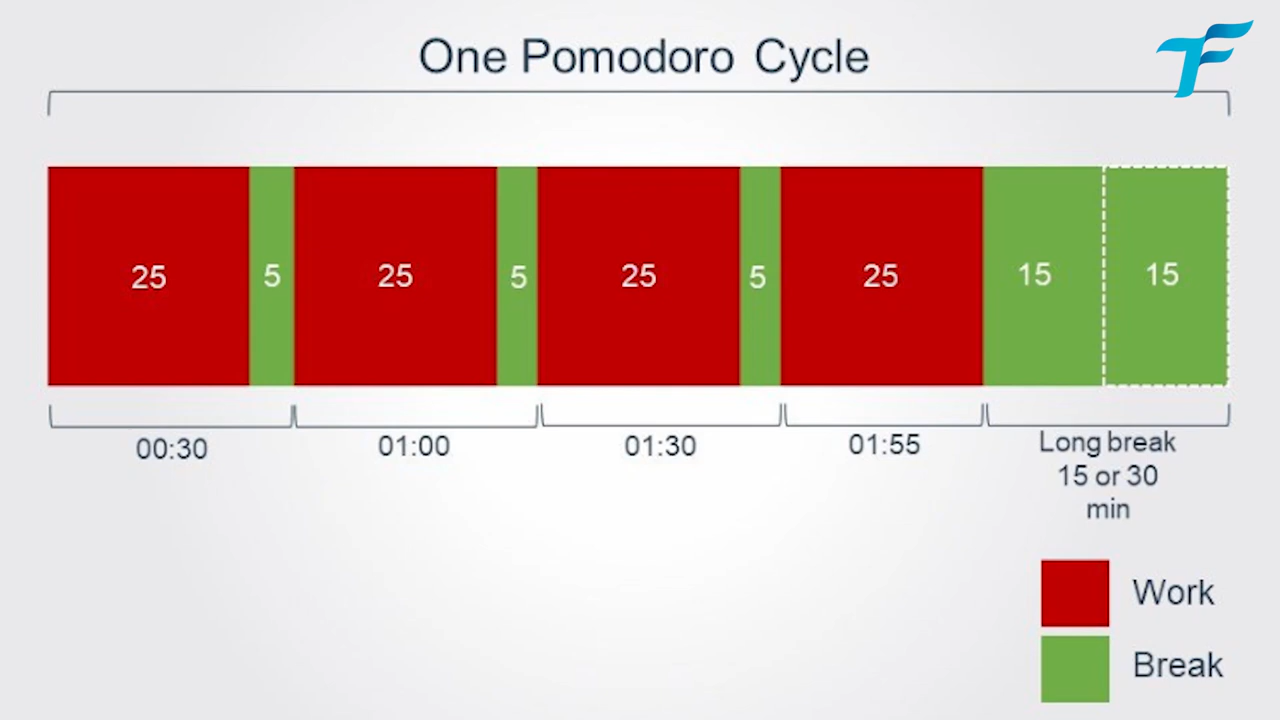 One Pomodoro Cycle
25 5 25 5 25 5 25 15 15
00:30 01:00 01:30 01:55 Long break
15 or 30
min
Work
Break